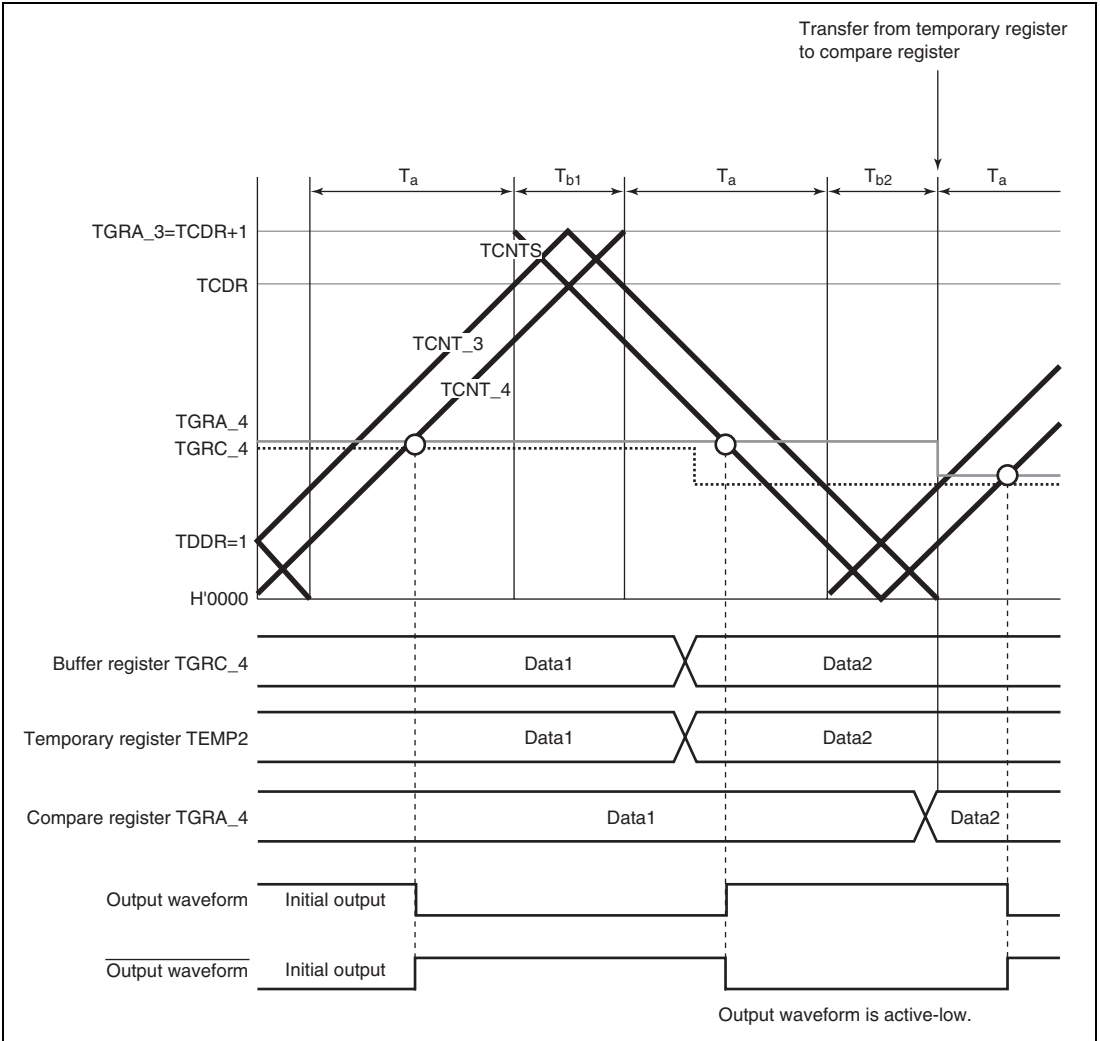 Transfer from temporary register
to compare register
Ta Tb1 Ta Tb2 Ta
TGRA_3=TCDR+1
TCNTS
TCDR
TCNT_3
TCNT_4
TGRA_4
TGRC_4
TDDR=1
H'0000
Buffer register TGRC_4 Data1 Data2
Temporary register TEMP2 Data1 Data2
Compare register TGRA_4 Data1 Data2
Output waveform Initial output
Output waveform Initial output
Output waveform is active-low.